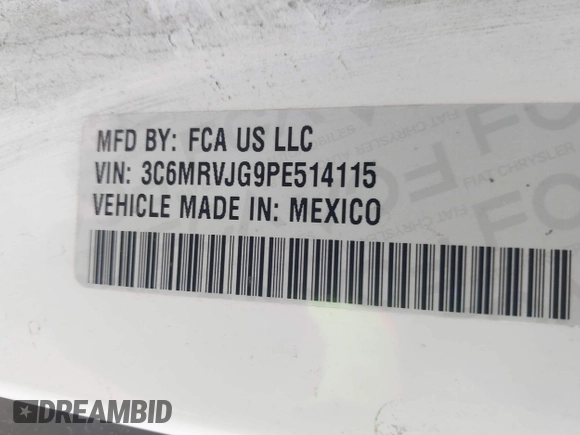 MFD BY: FCA US LLC
VIN: 3C6MRVJG9PE514115
VEHICLE MADE IN: MEXICO
DREAMBID